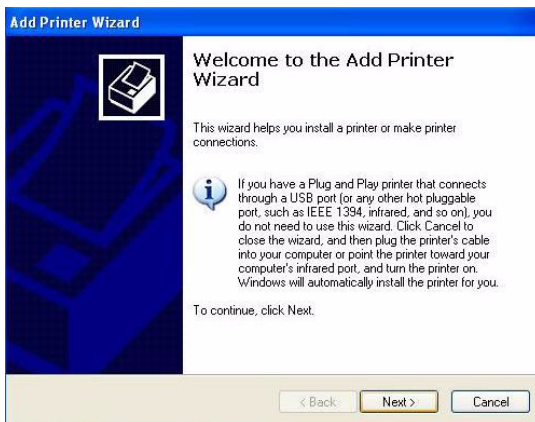 Add Printer Wizard
Welcome to the Add Printer
Wizard
This wizard helps you install a printer or make printer
connections.
If you have a Plug and Play printer that connects
through a USB port (or any other hot pluggable
port, such as IEEE 1394, infrared, and so on), you
do not need to use this wizard. Click Cancel to
close the wizard, and then plug the printer's cable
into your computer or point the printer toward your
computer's infrared port, and turn the printer on.
Windows will automatically install the printer for you.
To continue, click Next.
< Back
Next >
Cancel